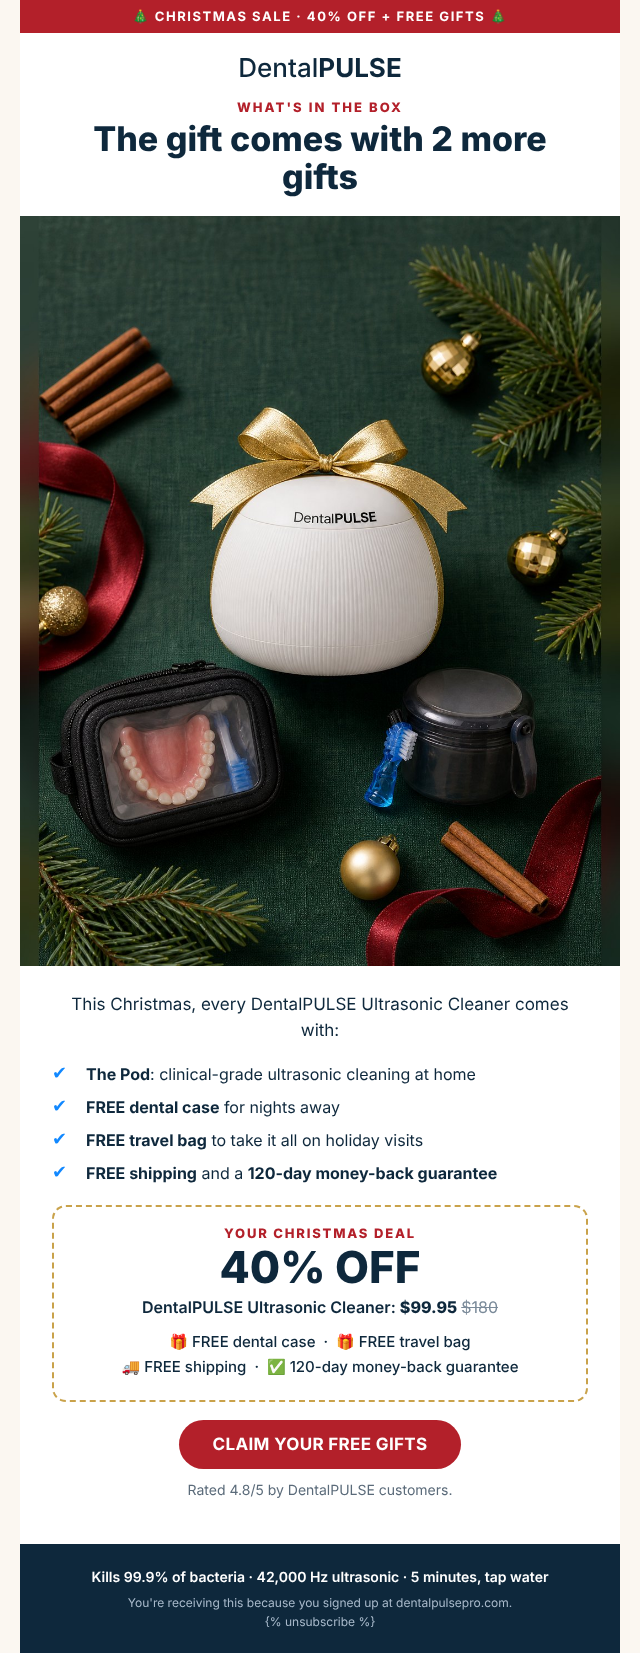 🎄 CHRISTMAS SALE · 40% OFF + FREE GIFTS 🎄
DentalPULSE
WHAT'S IN THE BOX
The gift comes with 2 more
gifts
DentalPULSE
This Christmas, every DentalPULSE Ultrasonic Cleaner comes
with:
✔ The Pod: clinical-grade ultrasonic cleaning at home
✔ FREE dental case for nights away
✔ FREE travel bag to take it all on holiday visits
✔ FREE shipping and a 120-day money-back guarantee
YOUR CHRISTMAS DEAL
40% OFF
DentalPULSE Ultrasonic Cleaner: $99.95 $180
🎁 FREE dental case · 🎁 FREE travel bag
🚚 FREE shipping · ✅ 120-day money-back guarantee
CLAIM YOUR FREE GIFTS
Rated 4.8/5 by DentalPULSE customers.
Kills 99.9% of bacteria · 42,000 Hz ultrasonic · 5 minutes, tap water
You're receiving this because you signed up at dentalpulsepro.com.
{% unsubscribe %}